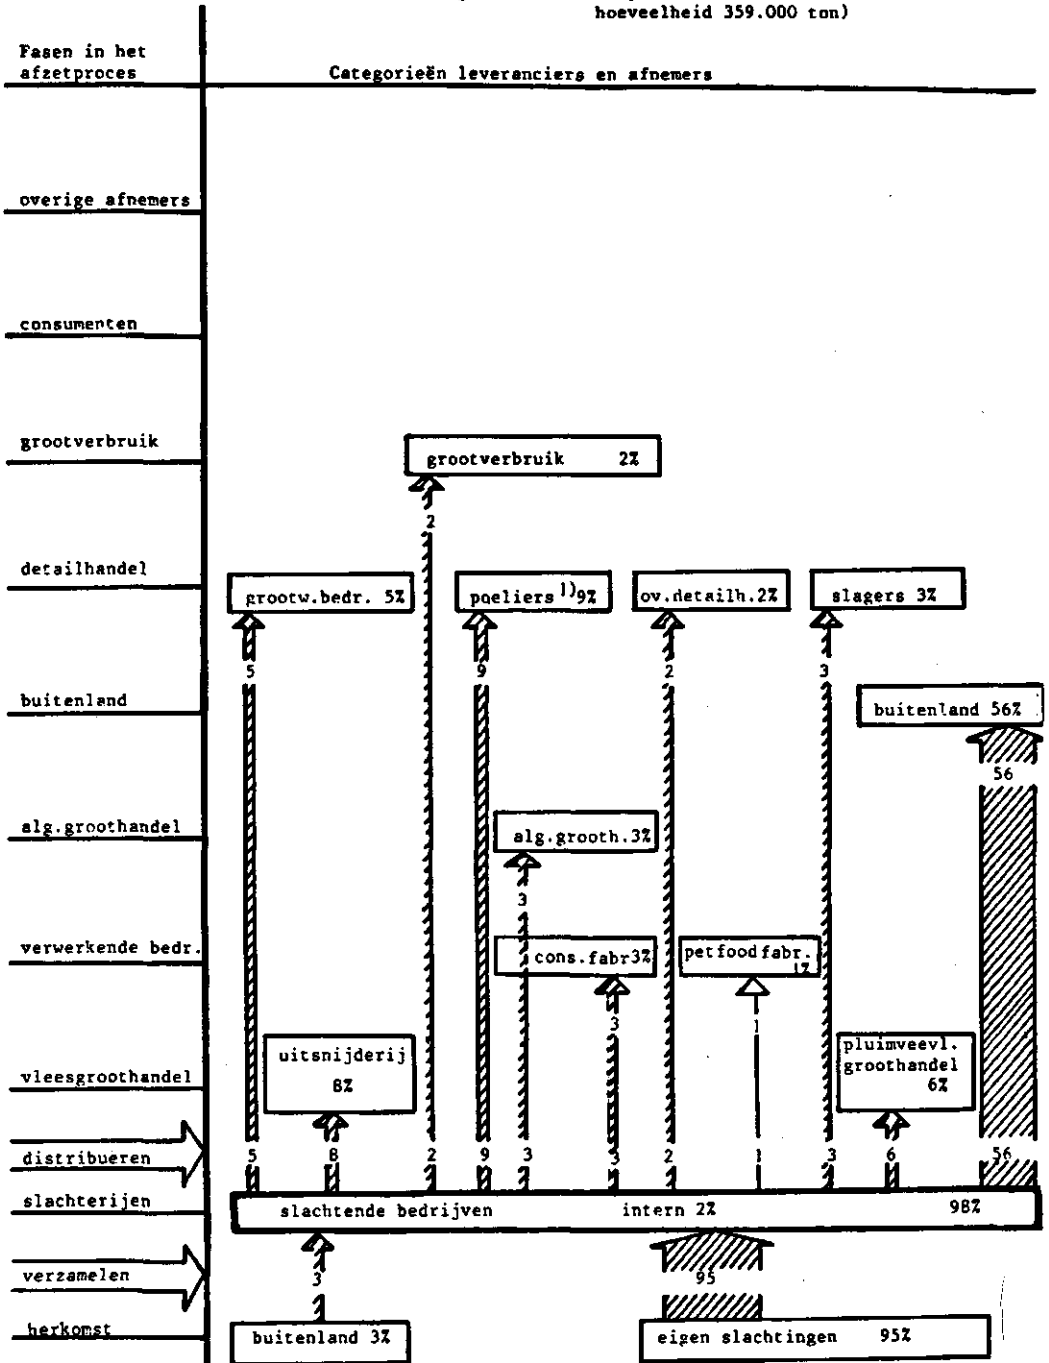 hoeveelheid 359.000 ton)
Fasen in het
afzetproces
Categorieën leveranciers en afnemers
overige afnemers
consumenten
grootverbruik
grootverbruik 2%
2
detailhandel
grootw.bedr. 5%
poeliers 1) 9%
ov.detailh. 2%
slagers 3%
5
9
2
3
buitenland
buitenland 56%
56
alg.groothandel
alg.grooth. 3%
3
verwerkende bedr.
cons.fabr 3%
petfood fabr.
1%
3
1
vleesgroothandel
uitsnijderij
8%
pluimveevl.
groothandel
6%
distribueren
5 8 2 9 3 3 2 1 3 6 56
slachterijen
slachtende bedrijven intern 2% 98%
verzamelen
3
95
herkomst
buitenland 3%
eigen slachtingen 95%